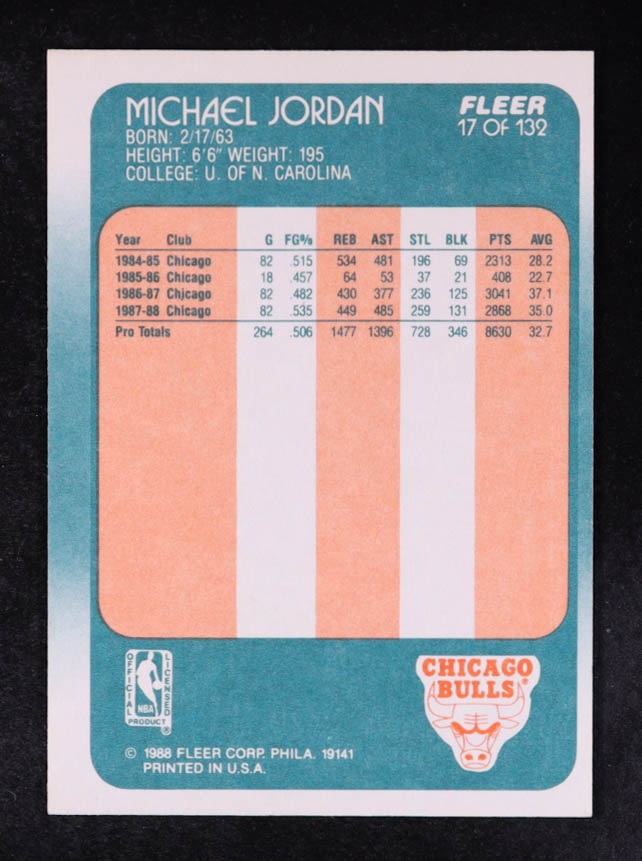 MICHAEL JORDAN
FLEER
BORN: 2/17/63
17 OF 132
HEIGHT: 6'6" WEIGHT: 195
COLLEGE: U. OF N. CAROLINA
Year Club G FG% REB AST STL BLK PTS AVG
1984-85 Chicago 82 .515 534 481 196 69 2313 28.2
1985-86 Chicago 18 .457 64 53 37 21 408 22.7
1986-87 Chicago 82 .482 430 377 236 125 3041 37.1
1987-88 Chicago 82 .535 449 485 259 131 2868 35.0
Pro Totals 264 .506 1477 1396 728 346 8630 32.7
OFFICIAL
LICENSED
NBA
PRODUCT ®
CHICAGO
BULLS®
© 1988 FLEER CORP. PHILA. 19141
PRINTED IN U.S.A.